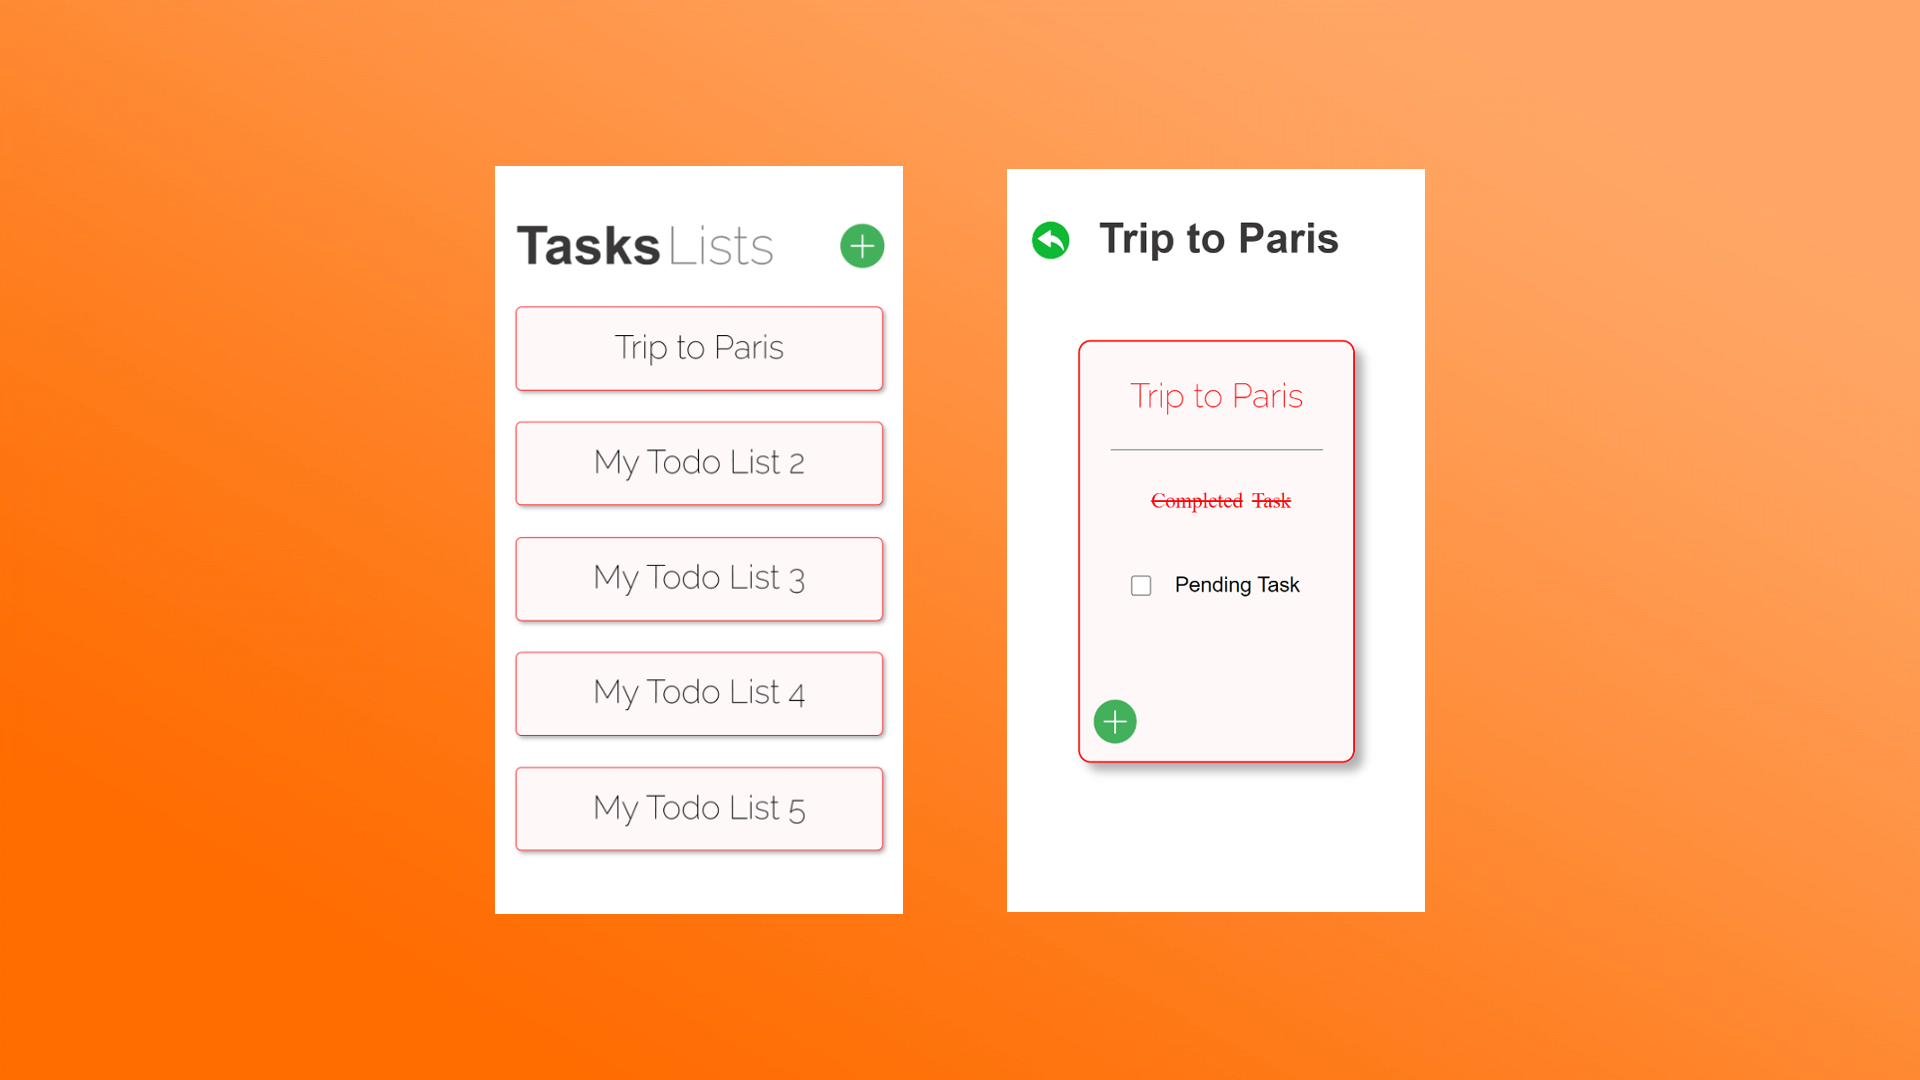 Tasks Lists
Trip to Paris
My Todo List 2
My Todo List 3
My Todo List 4
My Todo List 5
Trip to Paris
Trip to Paris
Completed Task
Pending Task